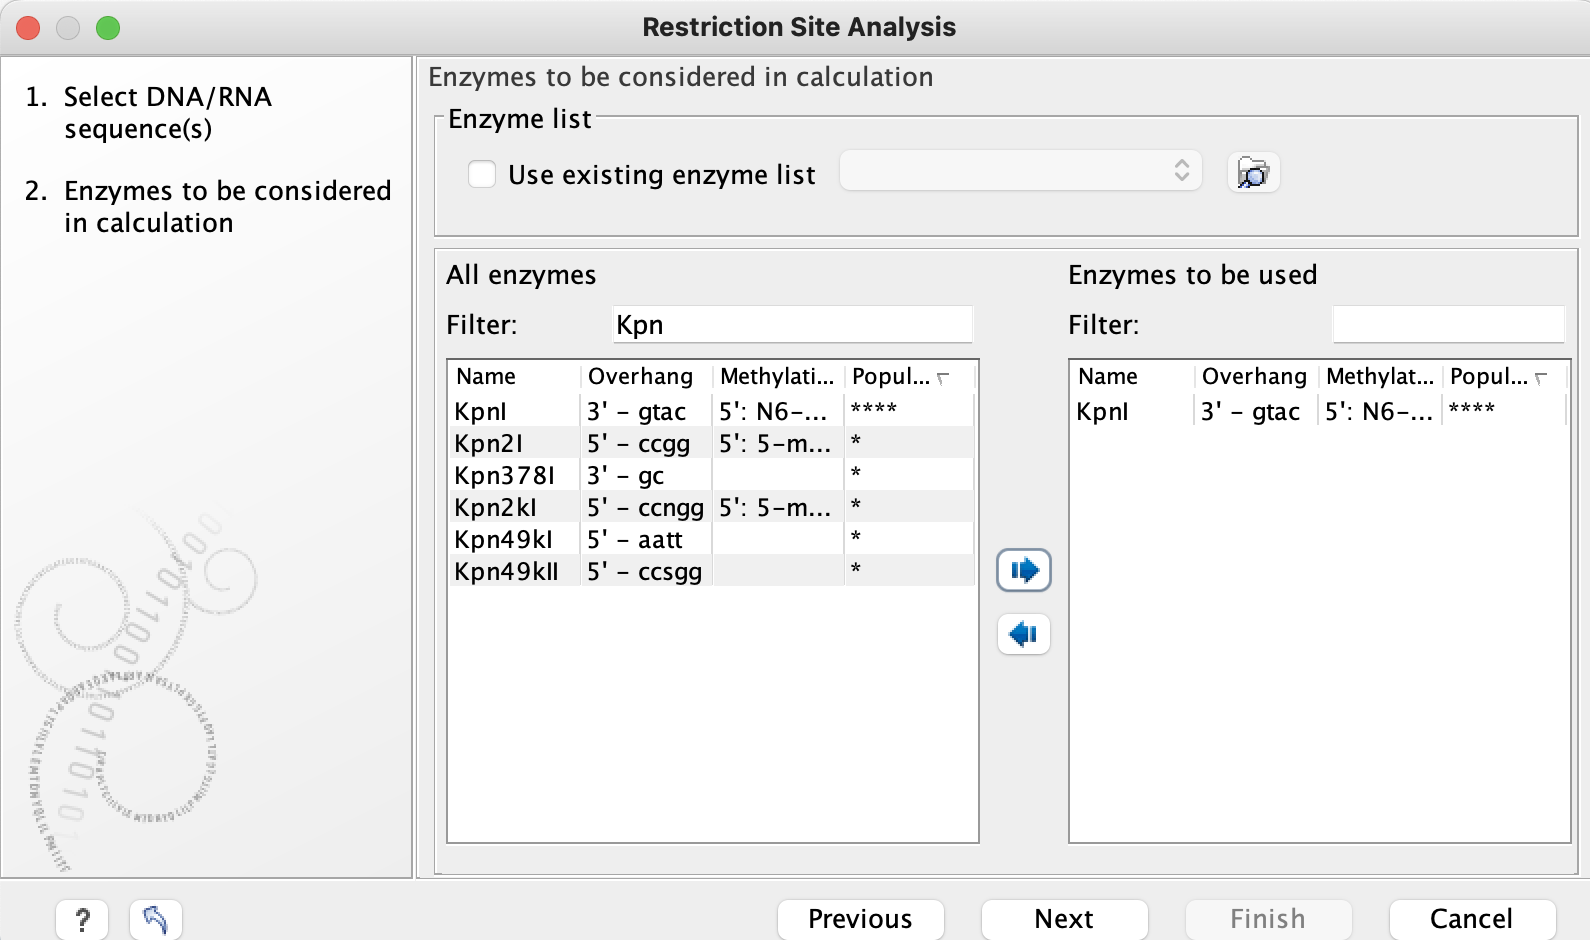 Restriction Site Analysis
1. Select DNA/RNA
sequence(s)
2. Enzymes to be considered
in calculation
Enzymes to be considered in calculation
Enzyme list
Use existing enzyme list
All enzymes
Filter: Kpn
Name Overhang Methylati... Popul...
KpnI 3' - gtac 5': N6-... ****
Kpn2I 5' - ccgg 5': 5-m... *
Kpn378I 3' - gc *
Kpn2kI 5' - ccngg 5': 5-m... *
Kpn49kI 5' - aatt *
Kpn49kII 5' - ccsgg *
Enzymes to be used
Filter:
Name Overhang Methylat... Popul...
KpnI 3' - gtac 5': N6-... ****
? Previous Next Finish Cancel